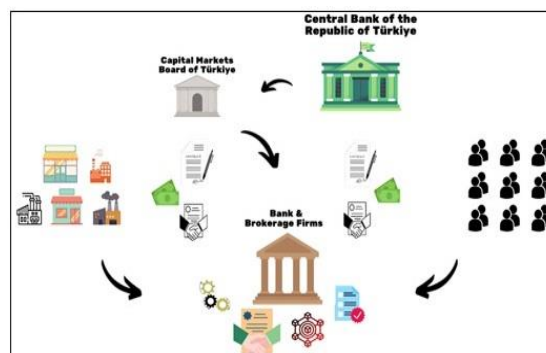 Central Bank of the
Republic of Türkiye
Capital Markets
Board of Türkiye
Bank &
Brokerage Firms